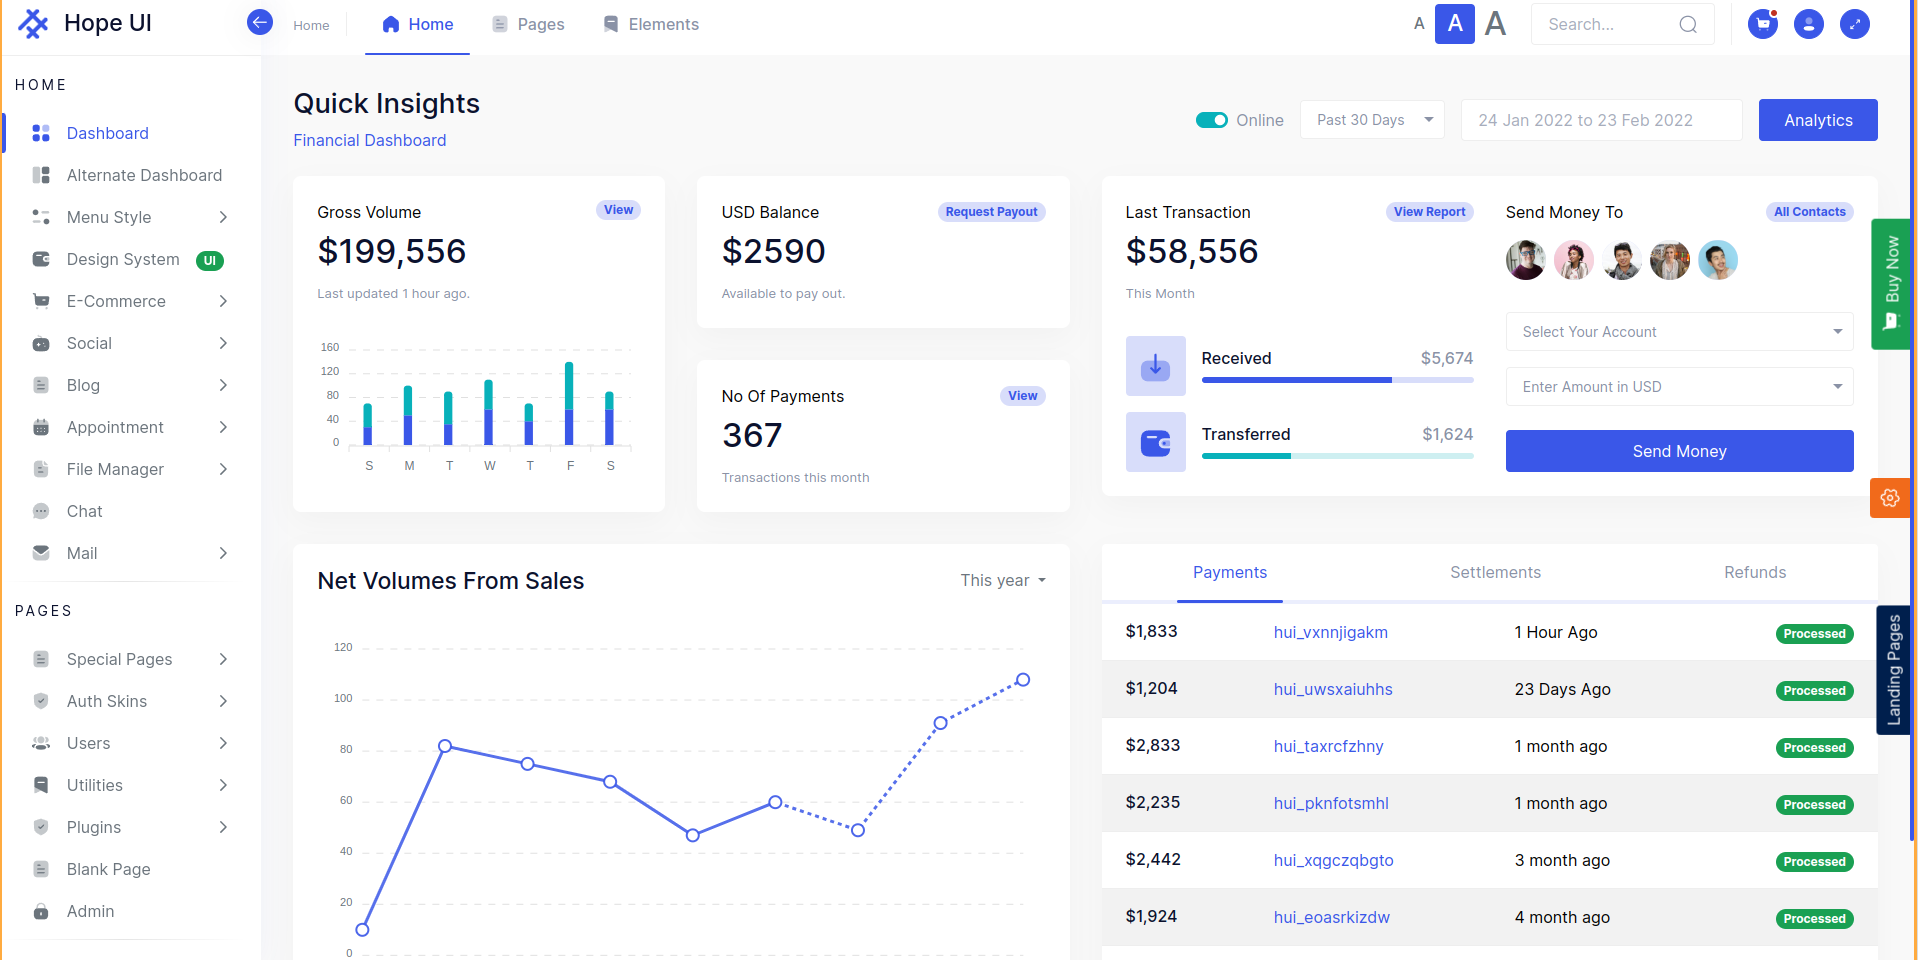 Hope UI
Home
Home
Pages
Elements
A A A
Search...
HOME
Dashboard
Alternate Dashboard
Menu Style
Design System UI
E-Commerce
Social
Blog
Appointment
File Manager
Chat
Mail
PAGES
Special Pages
Auth Skins
Users
Utilities
Plugins
Blank Page
Admin
Quick Insights
Financial Dashboard
Online
Past 30 Days
24 Jan 2022 to 23 Feb 2022
Analytics
Gross Volume View
$199,556
Last updated 1 hour ago.
160
120
80
40
0
S M T W T F S
USD Balance Request Payout
$2590
Available to pay out.
No Of Payments View
367
Transactions this month
Last Transaction View Report
$58,556
This Month
Received $5,674
Transferred $1,624
Send Money To All Contacts
Select Your Account
Enter Amount in USD
Send Money
Buy Now
Net Volumes From Sales This year
120
100
80
60
40
20
0
Payments Settlements Refunds
$1,833 hui_vxnnjigakm 1 Hour Ago Processed
$1,204 hui_uwsxaiuhhs 23 Days Ago Processed
$2,833 hui_taxrcfzhny 1 month ago Processed
$2,235 hui_pknfotsmhl 1 month ago Processed
$2,442 hui_xqgczqbgto 3 month ago Processed
$1,924 hui_eoasrkizdw 4 month ago Processed
Landing Pages